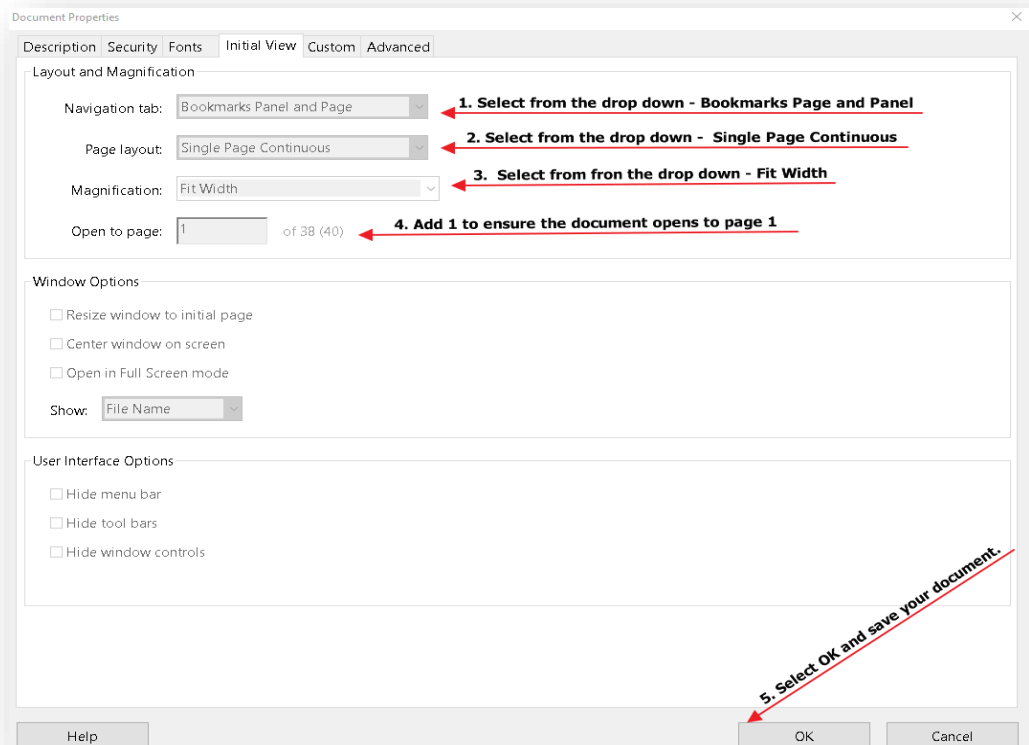 Document Properties
Description Security Fonts Initial View Custom Advanced
Layout and Magnification
Navigation tab: Bookmarks Panel and Page 1. Select from the drop down - Bookmarks Page and Panel
Page layout: Single Page Continuous 2. Select from the drop down - Single Page Continuous
Magnification: Fit Width 3. Select from fron the drop down - Fit Width
Open to page: 1 of 38 (40) 4. Add 1 to ensure the document opens to page 1
Window Options
Resize window to initial page
Center window on screen
Open in Full Screen mode
Show: File Name
User Interface Options
Hide menu bar
Hide tool bars
Hide window controls
5. Select OK and save your document.
Help OK Cancel